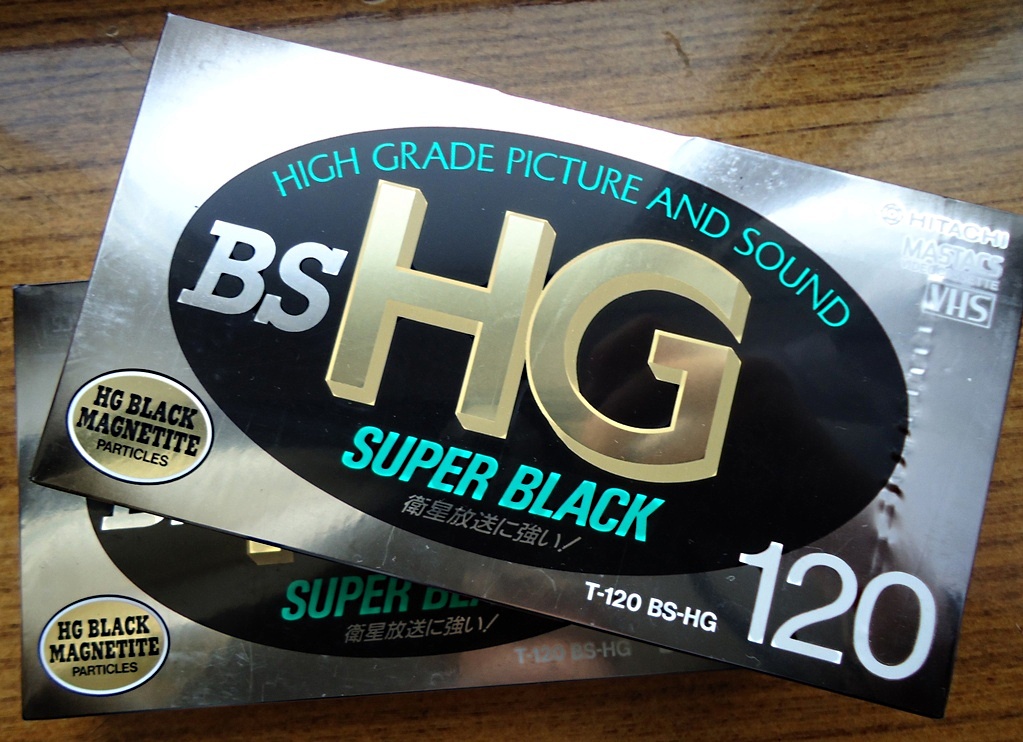 HIGH GRADE PICTURE AND SOUND
HITACHI
MASTACS
VHS
BS HG
HG BLACK
MAGNETITE
PARTICLES
SUPER BLACK
衛星放送に強い!
T-120 BS-HG
120
SUPER
衛星放送に強い!
HG BLACK
MAGNETITE
PARTICLES
T-120 BS-HG